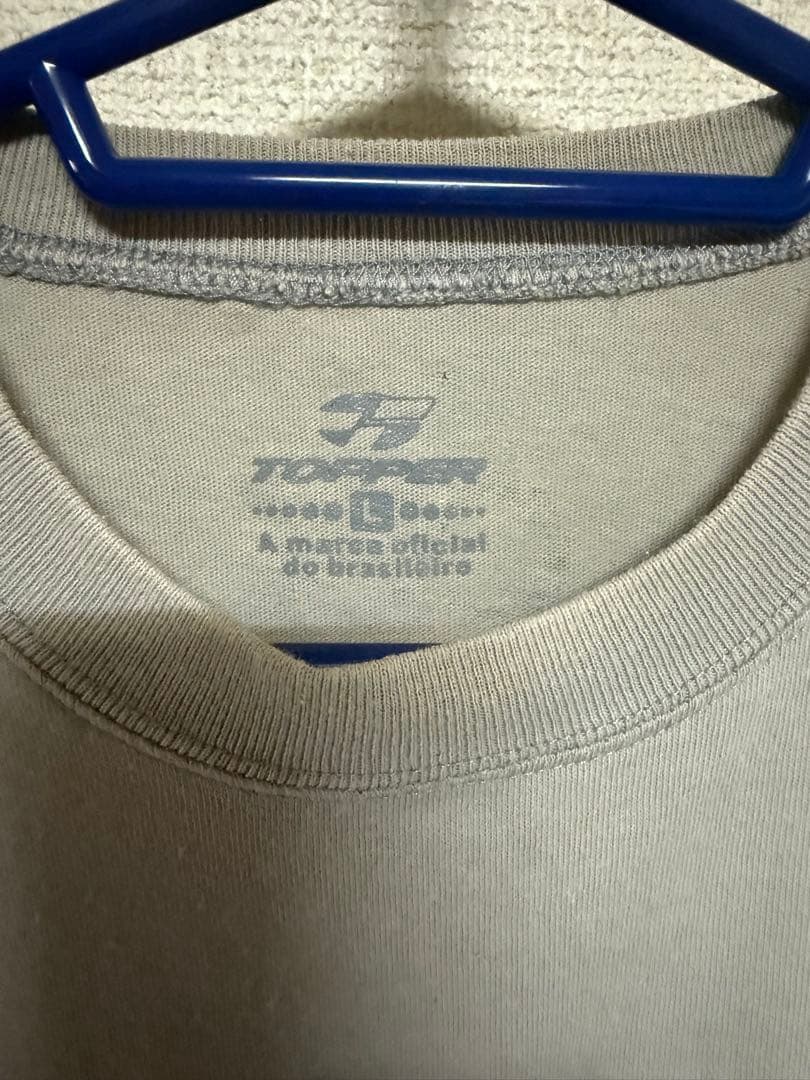 TOPPER
L
A marca oficial
do brasileiro